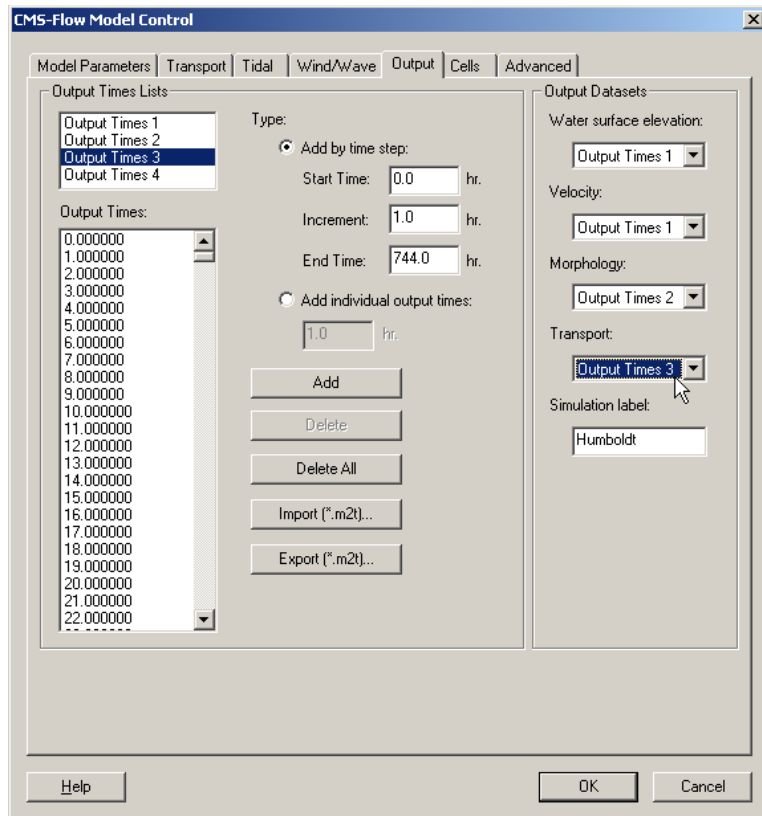 CMS-Flow Model Control
Model Parameters Transport Tidal Wind/Wave Output Cells Advanced
Output Times Lists
Output Times 1
Output Times 2
Output Times 3
Output Times 4
Output Times:
0.000000
1.000000
2.000000
3.000000
4.000000
5.000000
6.000000
7.000000
8.000000
9.000000
10.000000
11.000000
12.000000
13.000000
14.000000
15.000000
16.000000
17.000000
18.000000
19.000000
20.000000
21.000000
22.000000
Type:
Add by time step:
Start Time: 0.0 hr.
Increment: 1.0 hr.
End Time: 744.0 hr.
Add individual output times:
1.0 hr.
Add
Delete
Delete All
Import (*.m2t)...
Export (*.m2t)...
Output Datasets
Water surface elevation:
Output Times 1
Velocity:
Output Times 1
Morphology:
Output Times 2
Transport:
Output Times 3
Simulation label:
Humboldt
Help
OK
Cancel